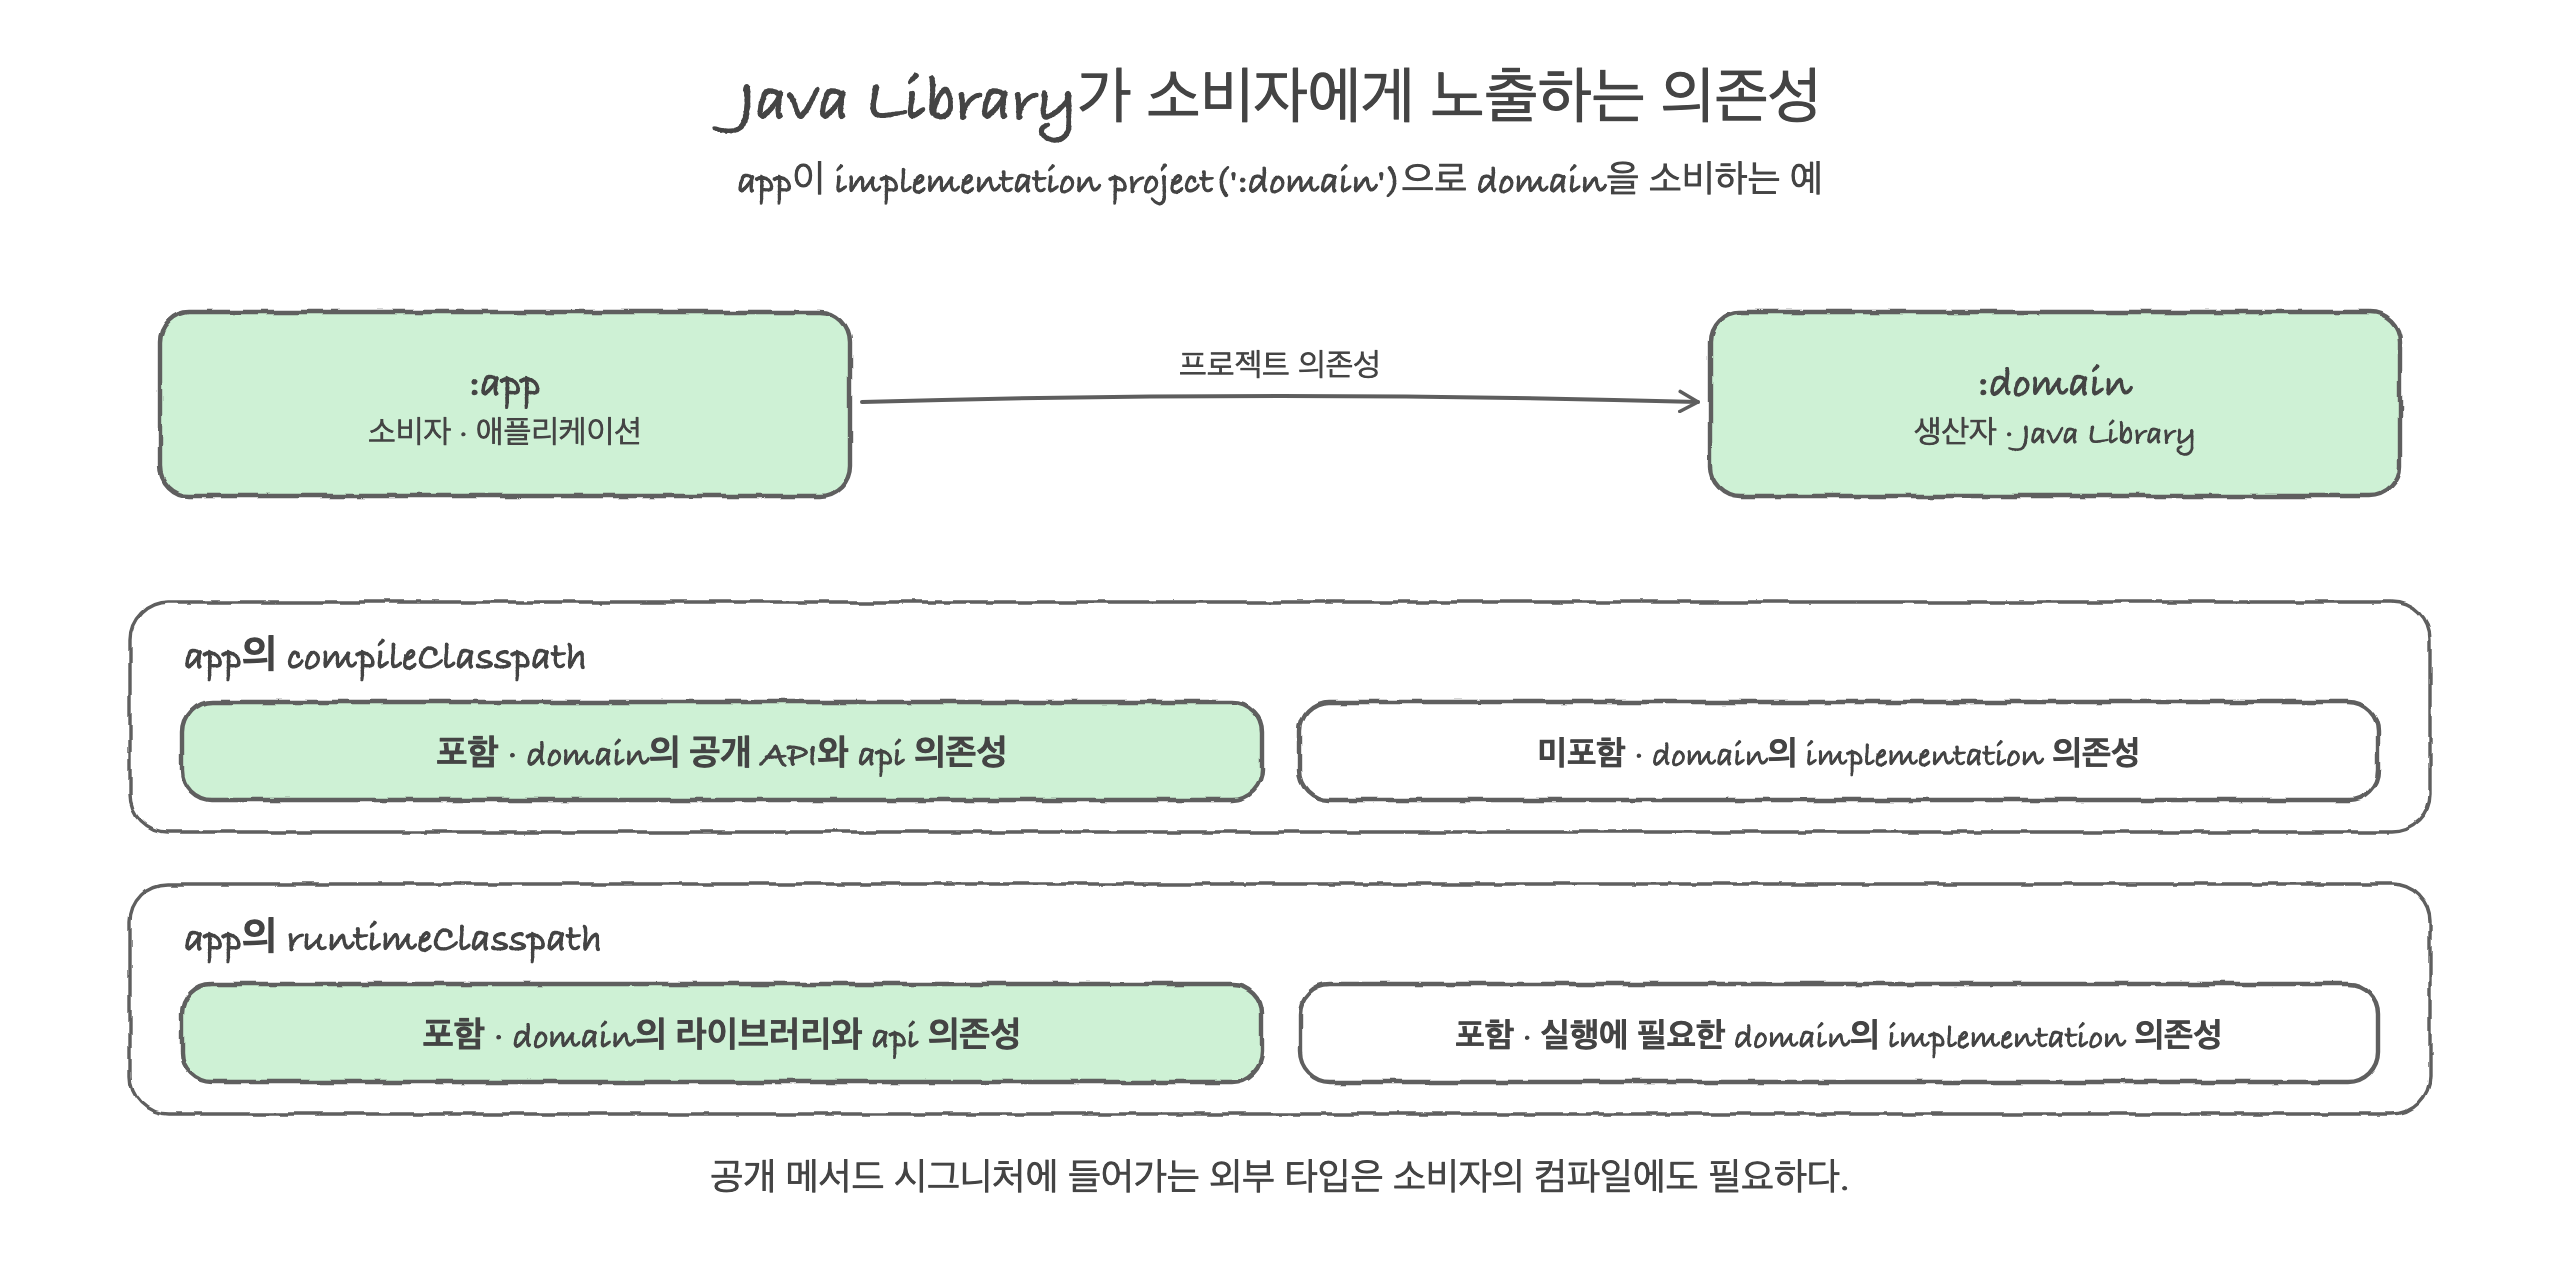 Java Library가 소비자에게 노출하는 의존성
app이 implementation project(':domain')으로 domain을 소비하는 예
:app
소비자 · 애플리케이션
프로젝트 의존성
:domain
생산자 · Java Library
app의 compileClasspath
포함 · domain의 공개 API와 api 의존성
미포함 · domain의 implementation 의존성
app의 runtimeClasspath
포함 · domain의 라이브러리와 api 의존성
포함 · 실행에 필요한 domain의 implementation 의존성
공개 메서드 시그니처에 들어가는 외부 타입은 소비자의 컴파일에도 필요하다.